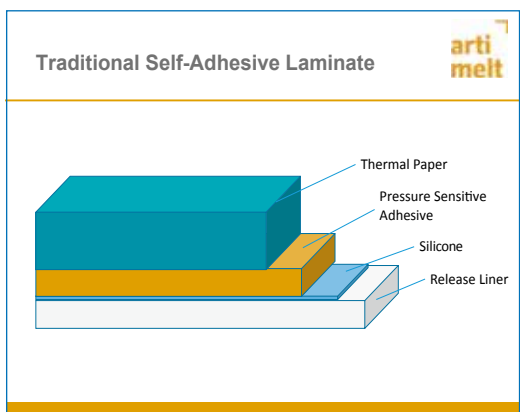 Traditional Self-Adhesive Laminate
arti
melt
Thermal Paper
Pressure Sensitive
Adhesive
Silicone
Release Liner